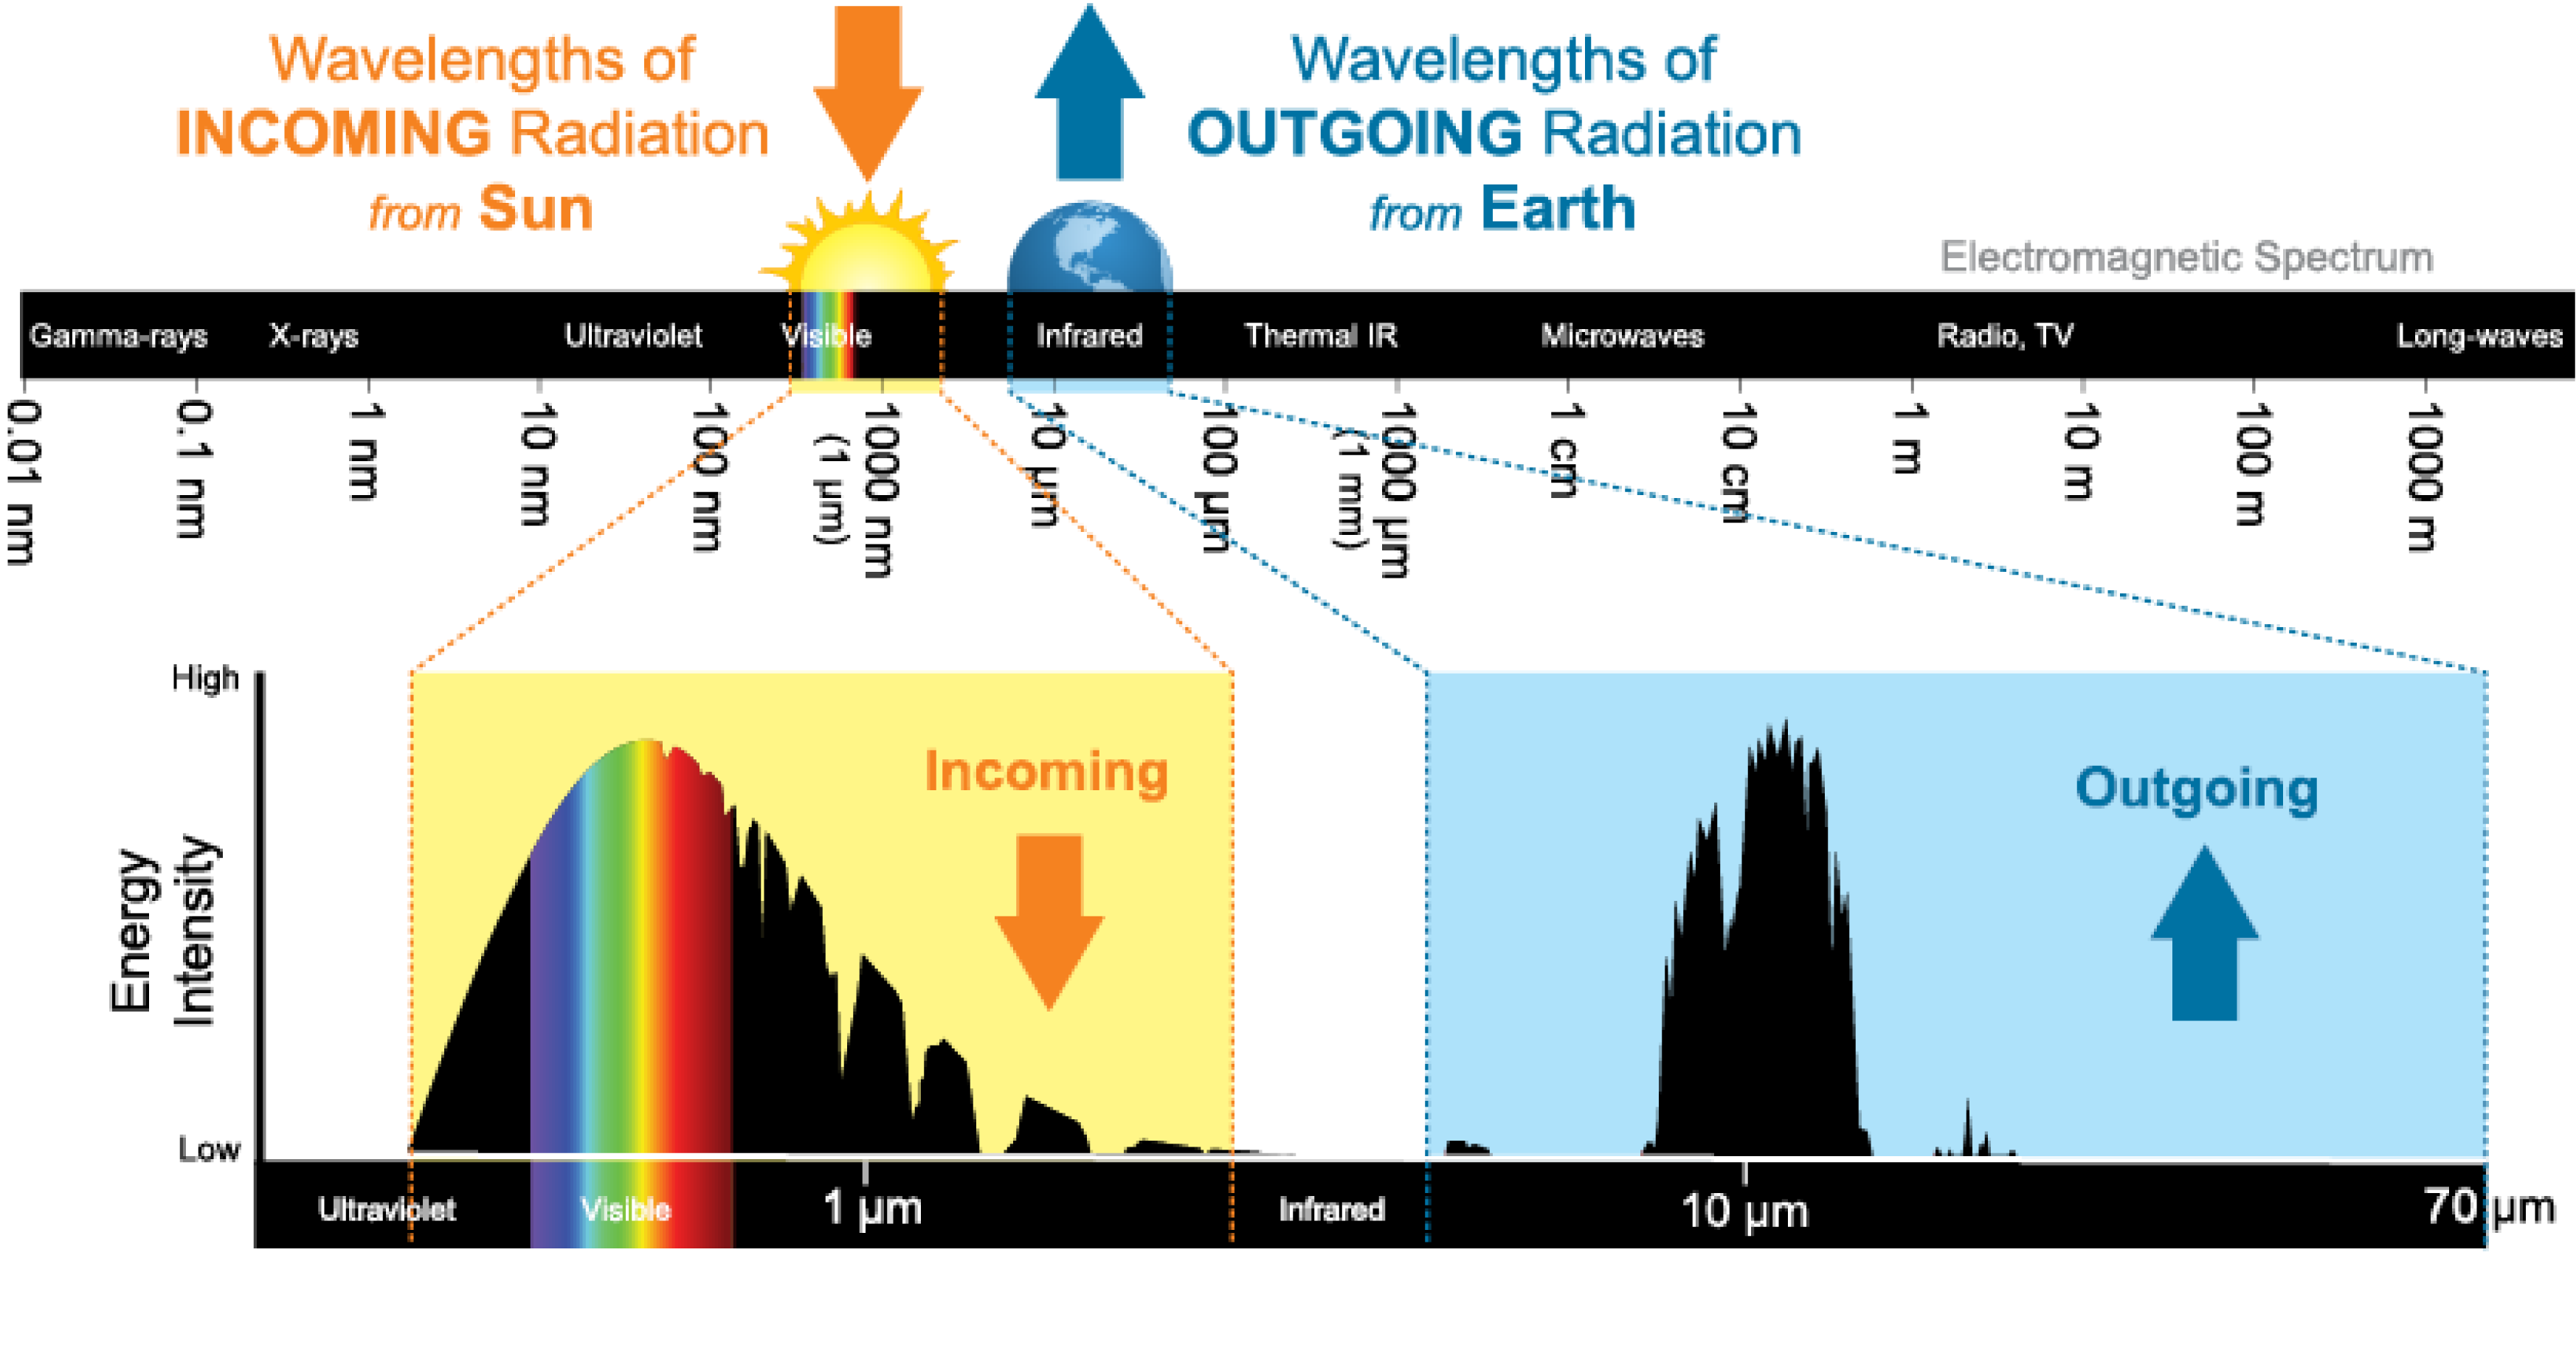 Wavelengths of
INCOMING Radiation
from Sun
Wavelengths of
OUTGOING Radiation
from Earth
Electromagnetic Spectrum
Gamma-rays
X-rays
Ultraviolet
Visible
Infrared
Thermal IR
Microwaves
Radio, TV
Long-waves
0.01 nm
0.1 nm
1 nm
10 nm
100 nm
1000 nm
(1 µm)
10 µm
100 µm
1000 µm
(1 mm)
1 cm
10 cm
1 m
10 m
100 m
1000 m
High
Energy
Intensity
Low
Incoming
Outgoing
Ultraviolet
Visible
1 µm
Infrared
10 µm
70 µm